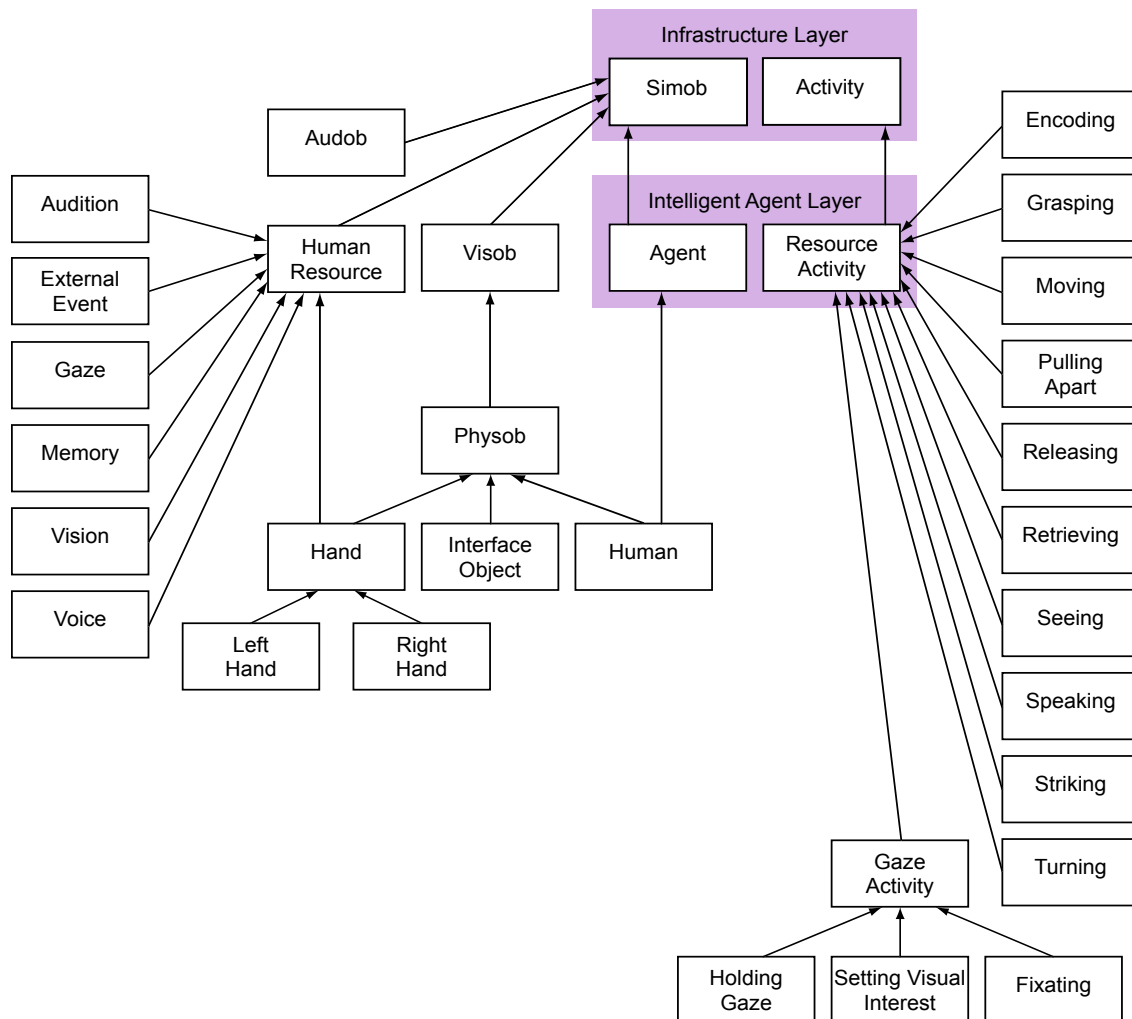 Infrastructure Layer
Simob
Activity
Audob
Encoding
Audition
Intelligent Agent Layer
Grasping
Human
Resource
Visob
Agent
Resource
Activity
External
Event
Moving
Gaze
Pulling
Apart
Physob
Memory
Releasing
Vision
Hand
Interface
Object
Human
Retrieving
Voice
Left
Hand
Right
Hand
Seeing
Speaking
Striking
Gaze
Activity
Turning
Holding
Gaze
Setting Visual
Interest
Fixating